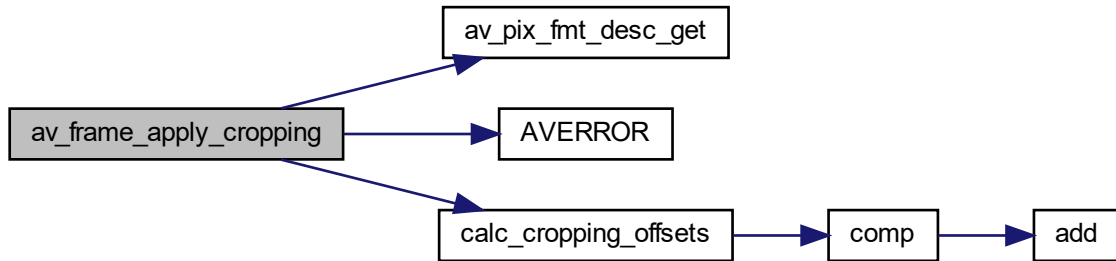 av_pix_fmt_desc_get
av_frame_apply_cropping
AVERROR
calc_cropping_offsets
comp
add